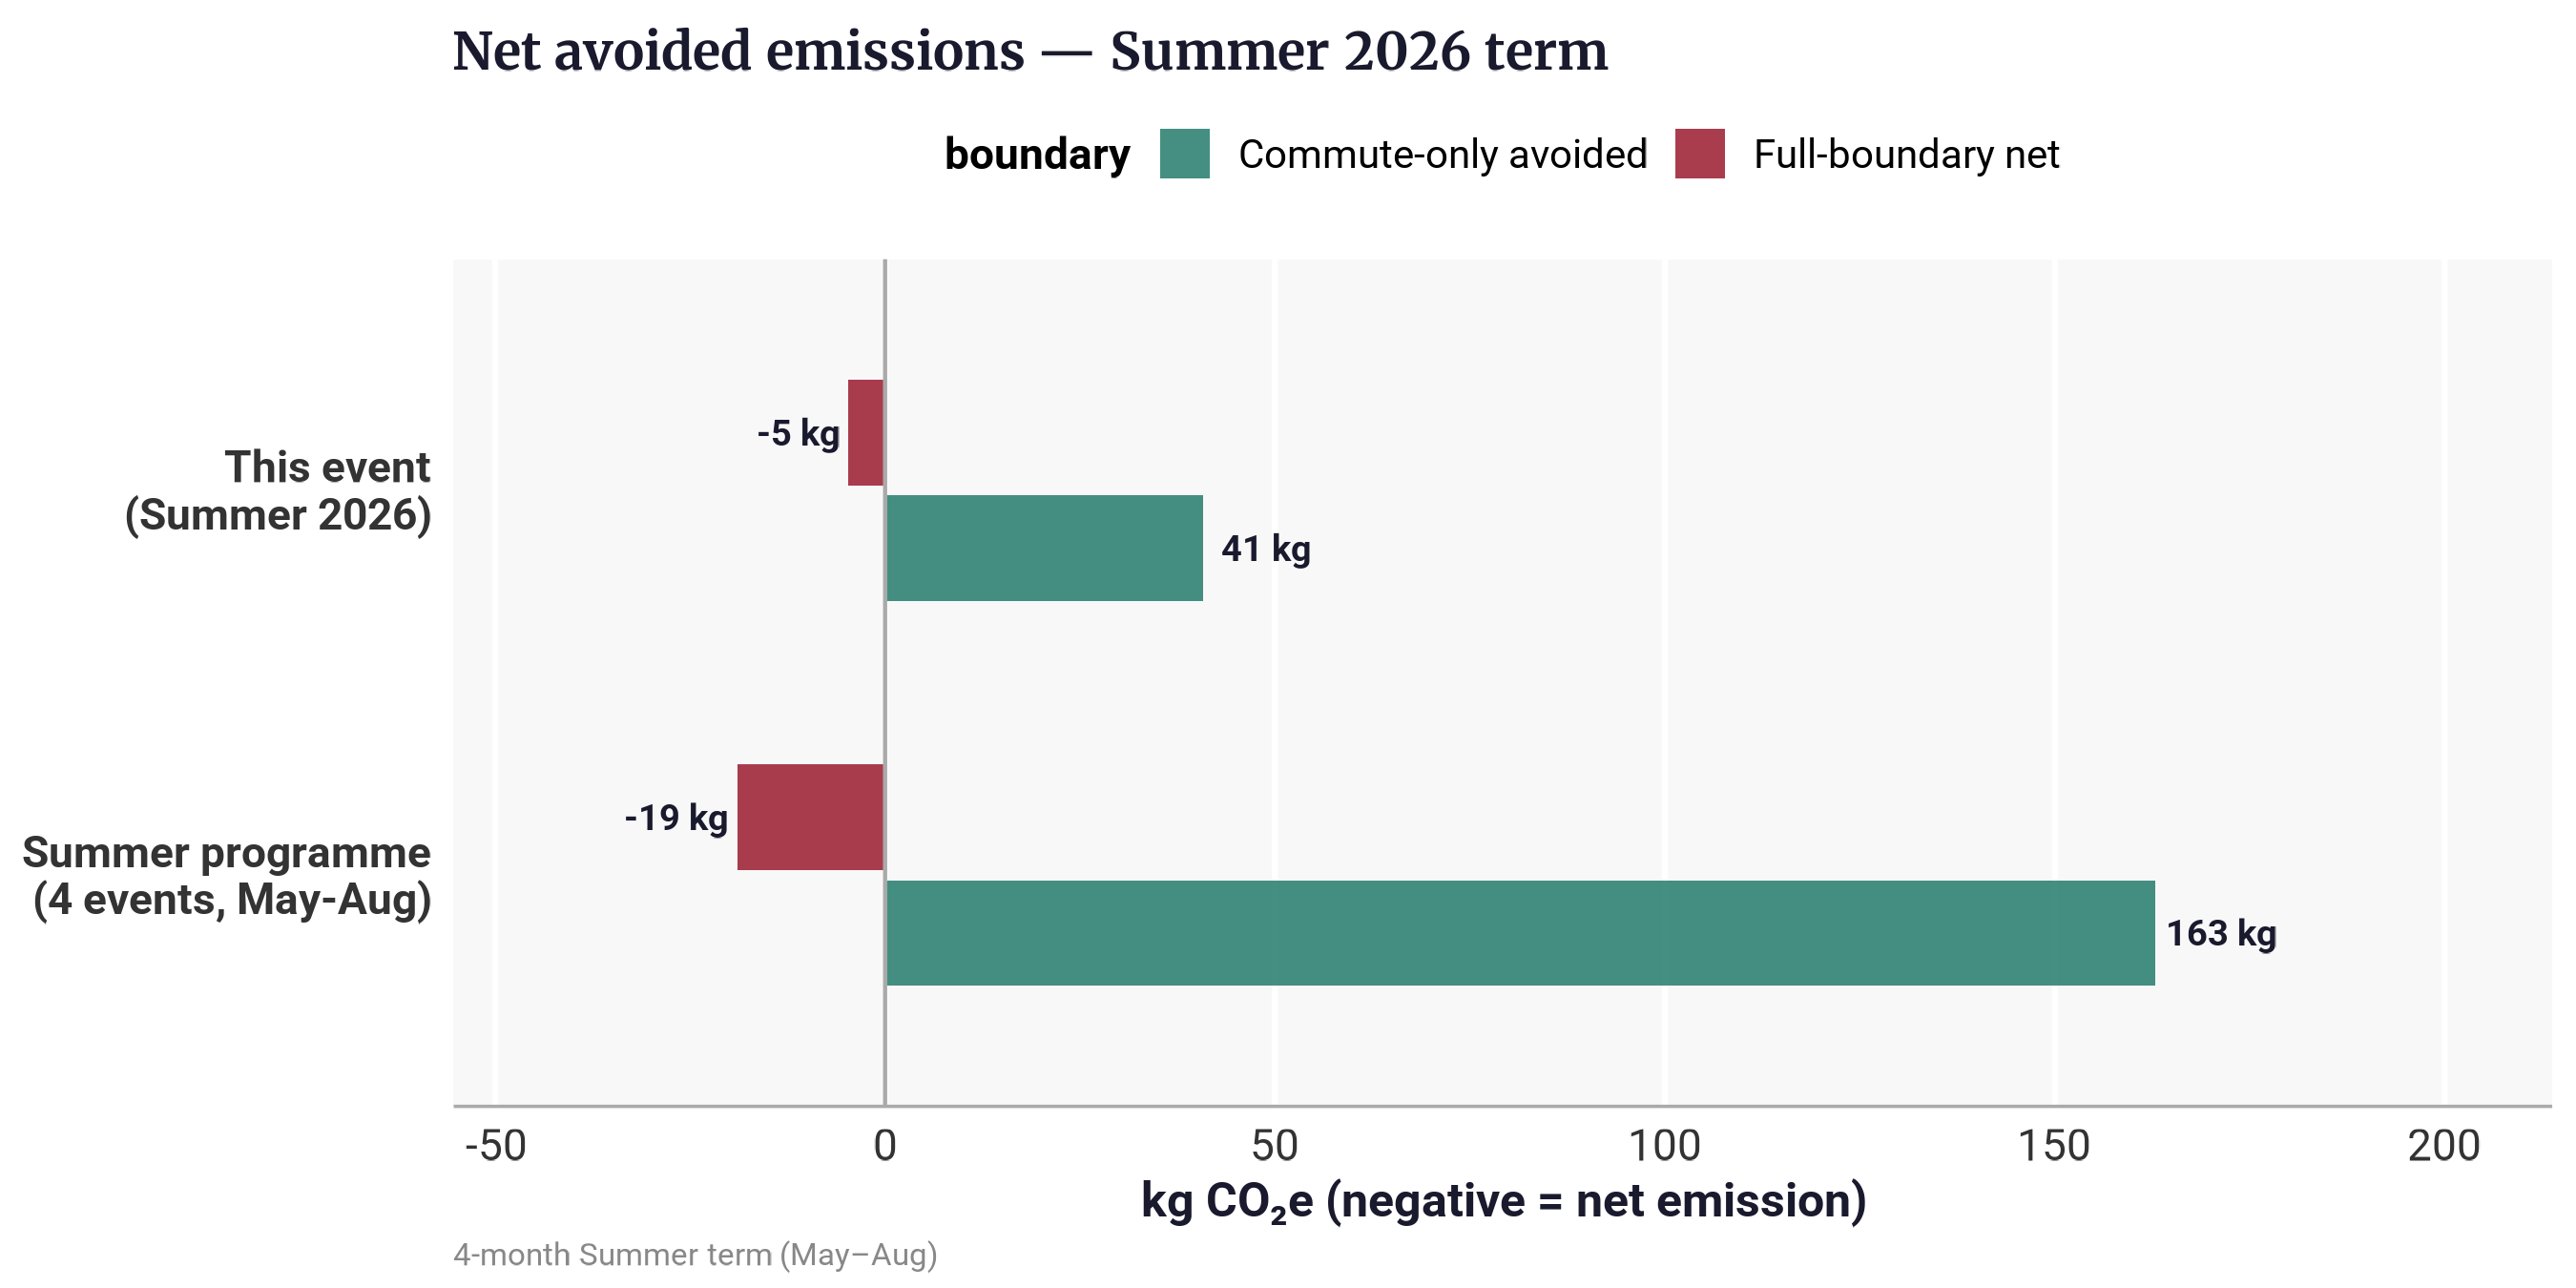 Net avoided emissions — Summer 2026 term
boundary Commute-only avoided Full-boundary net
-5 kg
This event
(Summer 2026)
41 kg
-19 kg
Summer programme
(4 events, May-Aug)
163 kg
-50 0 50 100 150 200
kg CO₂e (negative = net emission)
4-month Summer term (May–Aug)